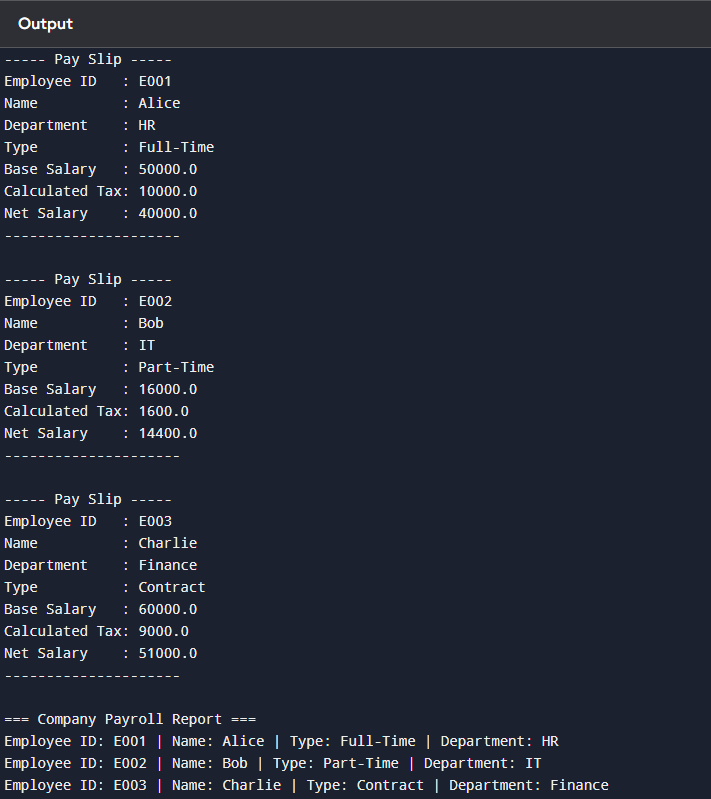 Output
----- Pay Slip -----
Employee ID   : E001
Name          : Alice
Department    : HR
Type          : Full-Time
Base Salary   : 50000.0
Calculated Tax: 10000.0
Net Salary    : 40000.0
---------------------
----- Pay Slip -----
Employee ID   : E002
Name          : Bob
Department    : IT
Type          : Part-Time
Base Salary   : 16000.0
Calculated Tax: 1600.0
Net Salary    : 14400.0
---------------------
----- Pay Slip -----
Employee ID   : E003
Name          : Charlie
Department    : Finance
Type          : Contract
Base Salary   : 60000.0
Calculated Tax: 9000.0
Net Salary    : 51000.0
---------------------
=== Company Payroll Report ===
Employee ID: E001 | Name: Alice | Type: Full-Time | Department: HR
Employee ID: E002 | Name: Bob | Type: Part-Time | Department: IT
Employee ID: E003 | Name: Charlie | Type: Contract | Department: Finance